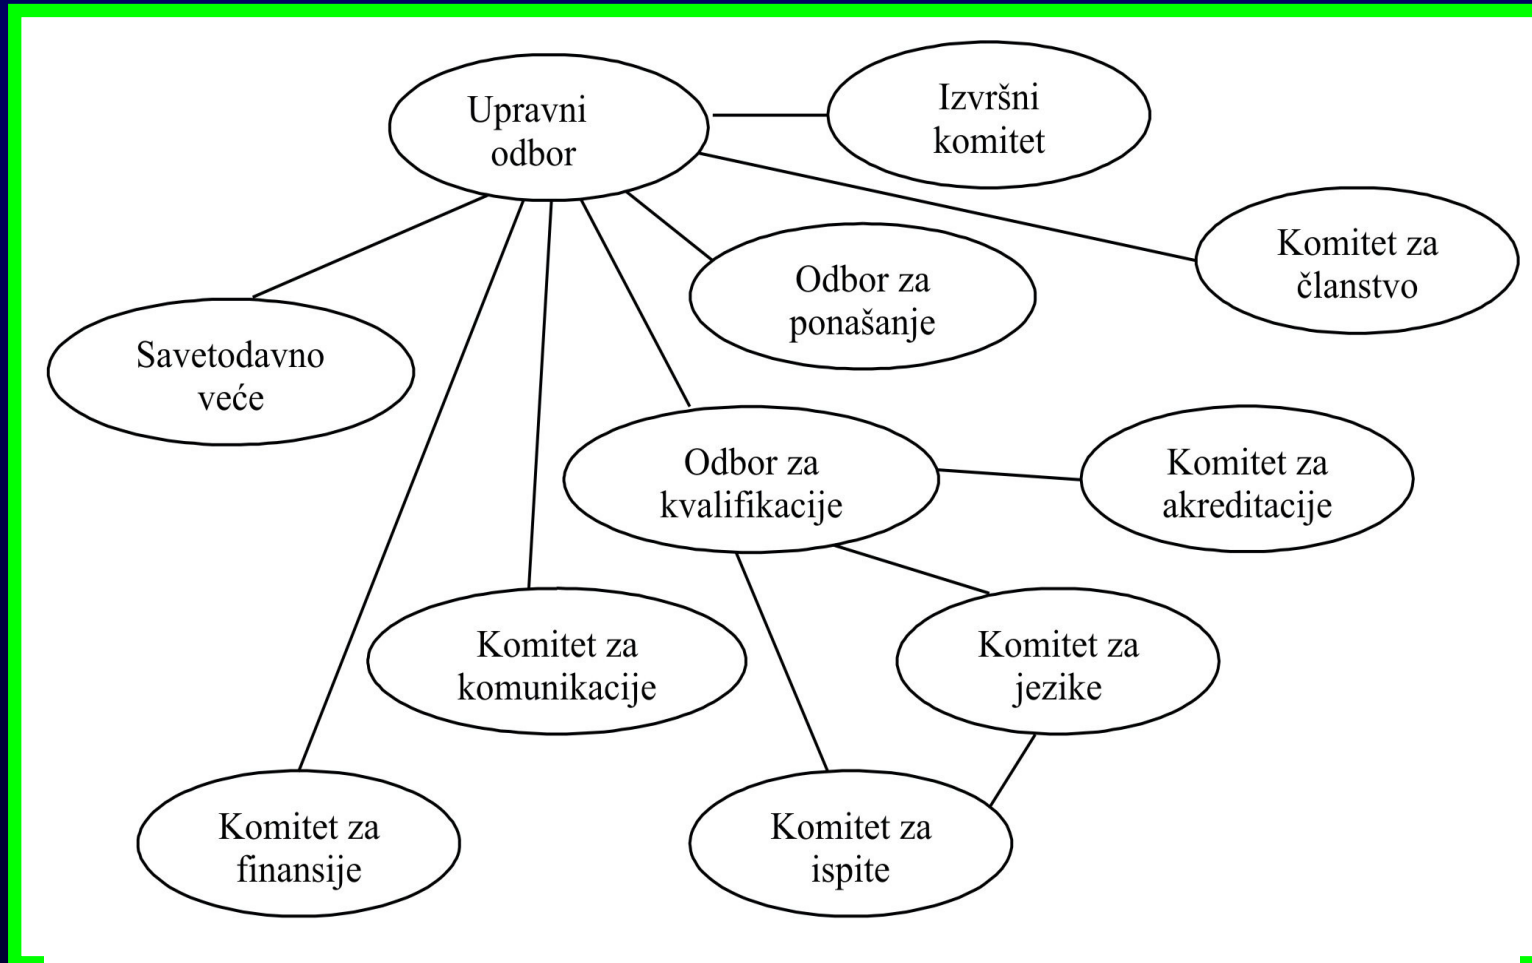 Upravni
odbor
Izvršni
komitet
Komitet za
članstvo
Odbor za
ponašanje
Savetodavno
veće
Odbor za
kvalifikacije
Komitet za
akreditacije
Komitet za
komunikacije
Komitet za
jezike
Komitet za
finansije
Komitet za
ispite